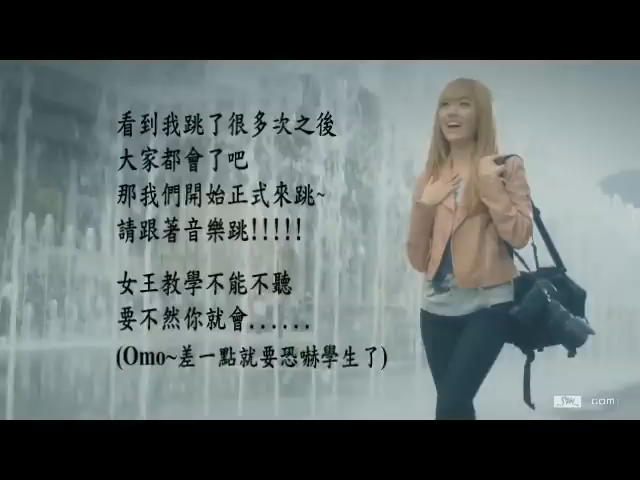 看到我跳了很多次之後
大家都會了吧
那我們開始正式來跳~
請跟著音樂跳!!!!!
女王教學不能不聽
要不然你就會......
(Omo~差一點就要恐嚇學生了)
GOM